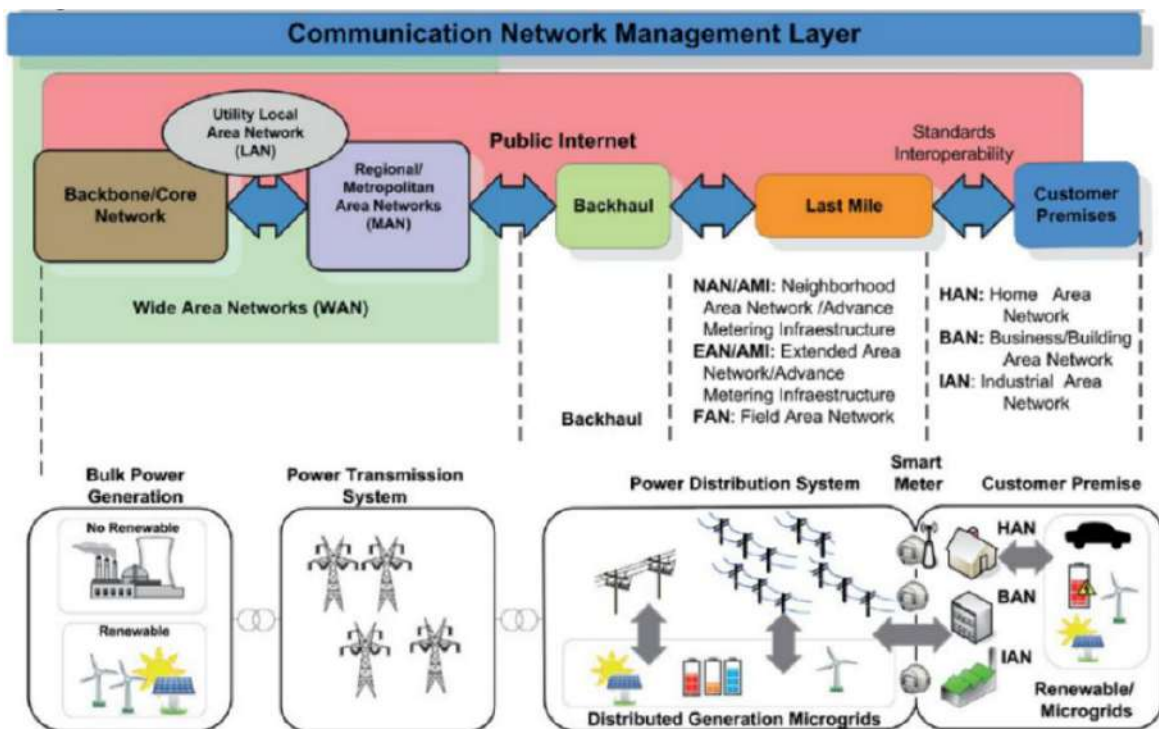 Communication Network Management Layer
Utility Local
Area Network
(LAN)
Public Internet
Standards
Interoperability
Backbone/Core
Network
Regional/
Metropolitan
Area Networks
(MAN)
Backhaul
Last Mile
Customer
Premises
Wide Area Networks (WAN)
NAN/AMI: Neighborhood
Area Network /Advance
Metering Infraestructure
EAN/AMI: Extended Area
Network/Advance
Metering Infraestructure
FAN: Field Area Network
HAN: Home Area
Network
BAN: Business/Building
Area Network
IAN: Industrial Area
Network
Backhaul
Bulk Power
Generation
Power Transmission
System
Power Distribution System
Smart
Meter
Customer Premise
No Renewable
Renewable
Distributed Generation Microgrids
HAN
BAN
IAN
Renewable/
Microgrids